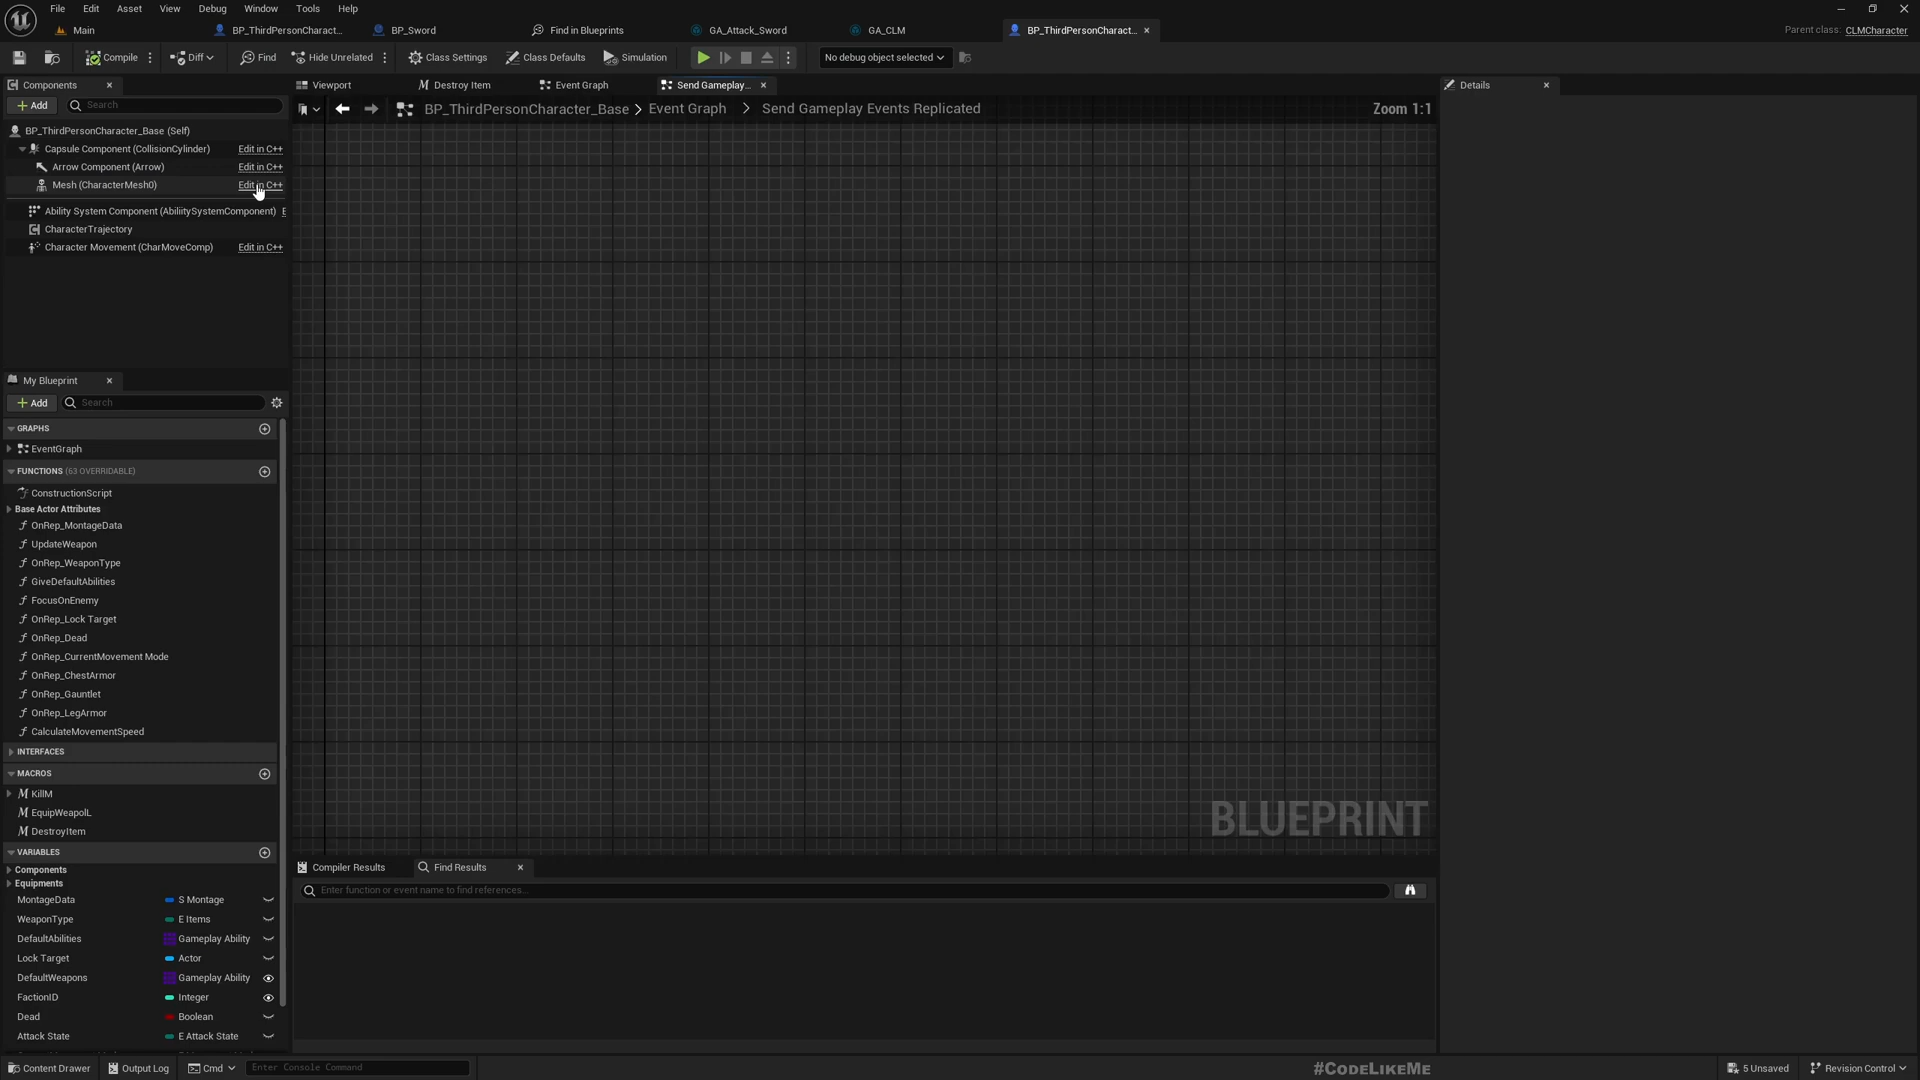 File Edit Asset View Debug Window Tools Help
Main BP_ThirdPersonCharact... BP_Sword Find in Blueprints GA_Attack_Sword GA_CLM BP_ThirdPersonCharact... Parent class: CLMCharacter
Compile Diff Find Hide Unrelated Class Settings Class Defaults Simulation No debug object selected
Components Viewport Destroy Item Event Graph Send Gameplay... Details
Add Search BP_ThirdPersonCharacter_Base > Event Graph > Send Gameplay Events Replicated Zoom 1:1
BP_ThirdPersonCharacter_Base (Self)
Capsule Component (CollisionCylinder) Edit in C++
Arrow Component (Arrow) Edit in C++
Mesh (CharacterMesh0) Edit in C++
Ability System Component (AbiliitySystemComponent) E
CharacterTrajectory
Character Movement (CharMoveComp) Edit in C++
My Blueprint
Add Search
GRAPHS
EventGraph
FUNCTIONS (63 OVERRIDABLE)
ConstructionScript
Base Actor Attributes
OnRep_MontageData
UpdateWeapon
OnRep_WeaponType
GiveDefaultAbilities
FocusOnEnemy
OnRep_Lock Target
OnRep_Dead
OnRep_CurrentMovement Mode
OnRep_ChestArmor
OnRep_Gauntlet
OnRep_LegArmor
CalculateMovementSpeed
INTERFACES
MACROS
KillM
EquipWeapolL
DestroyItem
VARIABLES
Components
Equipments
MontageData S Montage
WeaponType E Items
DefaultAbilities Gameplay Ability
Lock Target Actor
DefaultWeapons Gameplay Ability
FactionID Integer
Dead Boolean
Attack State E Attack State
BLUEPRINT
Compiler Results Find Results
Enter function or event name to find references...
Content Drawer Output Log Cmd Enter Console Command #CODELIKEME 5 Unsaved Revision Control